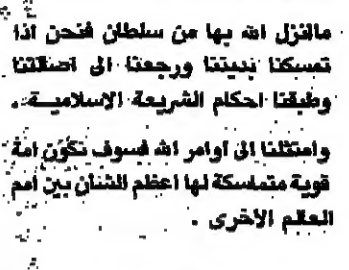 ماانزل الله بها من سلطان فنحن اذا
تمسكنا بديننا ورجعنا الى اصالتنا
وطبقنا احكام الشريعة الاسلامية .
وامتثلنا الى أوامر الله فسوف نكون امة
قوية متماسكة لها اعظم الشأن بين امم
العالم الاخرى .